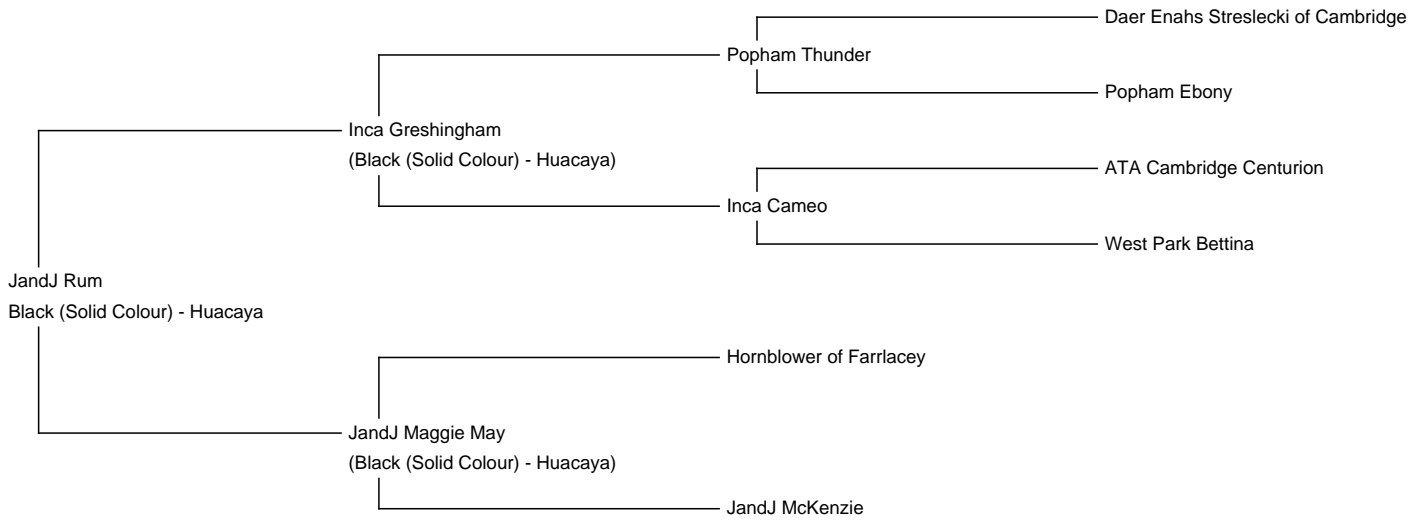 Daer Enahs Streslecki of Cambridge
Popham Thunder
Popham Ebony
Inca Greshingham
(Black (Solid Colour) - Huacaya)
ATA Cambridge Centurion
Inca Cameo
West Park Bettina
JandJ Rum
Black (Solid Colour) - Huacaya
Hornblower of Farrlacey
JandJ Maggie May
(Black (Solid Colour) - Huacaya)
JandJ McKenzie